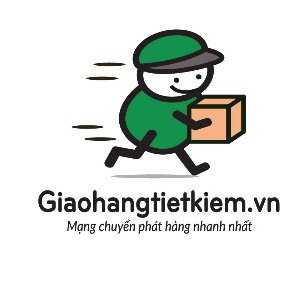 Giaohangtietkiem.vn
Mạng chuyển phát hàng nhanh nhất